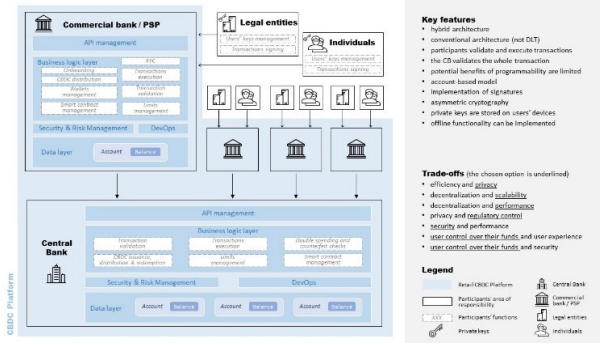 Commercial bank / PSP
API management
Business logic layer
KYC
Onboarding
CBDC distribution
Transactions
execution
Wallets
management
Transaction
validation
Smart contract
management
Limits
management
Security & Risk Management
DevOps
Data layer
Account
Balance
Legal entities
Users' keys management
Transactions signing
Individuals
Users' keys management
Transactions signing
Central
Bank
API management
Business logic layer
Transaction
validation
Transactions
execution
Double spending and
counterfeit checks
CBDC issuance,
distribution & redemption
Limits
management
Smart contract
management
Security & Risk Management
DevOps
Data layer
Account
Balance
Account
Balance
Account
Balance
CBDC Platform
Key features
• hybrid architecture
• conventional architecture (not DLT)
• participants validate and execute transactions
• the CB validates the whole transaction
• potential benefits of programmability are limited
• account-based model
• implementation of signatures
• asymmetric cryptography
• private keys are stored on users' devices
• offline functionality can be implemented
Trade-offs (the chosen option is underlined)
• efficiency and privacy
• decentralization and scalability
• decentralization and performance
• privacy and regulatory control
• security and performance
• user control over their funds and user experience
• user control over their funds and security
Legend
Retail CBDC Platform
Central Bank
Participants' area of
responsibility
Commercial
bank / PSP
XXX
Participants' functions
Legal entities
Private keys
Individuals